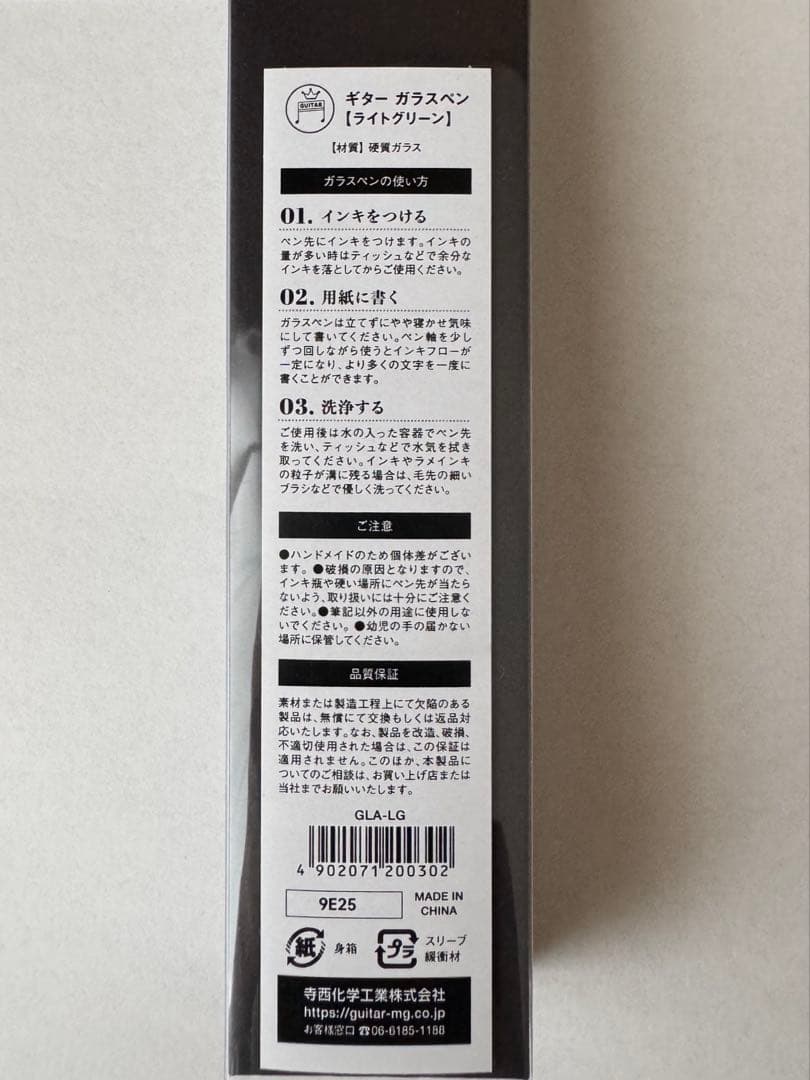 GUITAR
ギター ガラスペン
【ライトグリーン】
【材質】硬質ガラス
ガラスペンの使い方
01. インキをつける
ペン先にインキをつけます。インキの
量が多い時はティッシュなどで余分な
インキを落としてからご使用ください。
02. 用紙に書く
ガラスペンは立てずにやや寝かせ気味
にして書いてください。ペン軸を少し
ずつ回しながら使うとインキフローが
一定になり、より多くの文字を一度に
書くことができます。
03. 洗浄する
ご使用後は水の入った容器でペン先
を洗い、ティッシュなどで水気を拭き
取ってください。インキやラメインキ
の粒子が溝に残る場合は、毛先の細い
ブラシなどで優しく洗ってください。
ご注意
●ハンドメイドのため個体差がござい
ます。●破損の原因となりますので、
インキ瓶や硬い場所にペン先が当たら
ないよう、取り扱いには十分にご注意く
ださい。●筆記以外の用途に使用しな
いでください。●幼児の手の届かない
場所に保管してください。
品質保証
素材または製造工程上にて欠陥のある
製品は、無償にて交換もしくは返品対
応いたします。なお、製品を改造、破損、
不適切使用された場合は、この保証は
適用されません。このほか、本製品に
ついてのご相談は、お買い上げ店または
当社までお願いいたします。
GLA-LG
4 902071 200302
9E25
MADE IN
CHINA
紙 身箱
プラ スリーブ
緩衝材
寺西化学工業株式会社
https://guitar-mg.co.jp
お客様窓口 ☎06-6185-1188